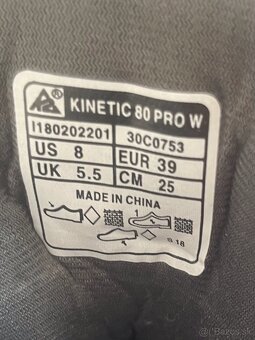 KINETIC 80 PRO W
I180202201 30C0753
US 8 EUR 39
UK 5.5 CM 25
MADE IN CHINA